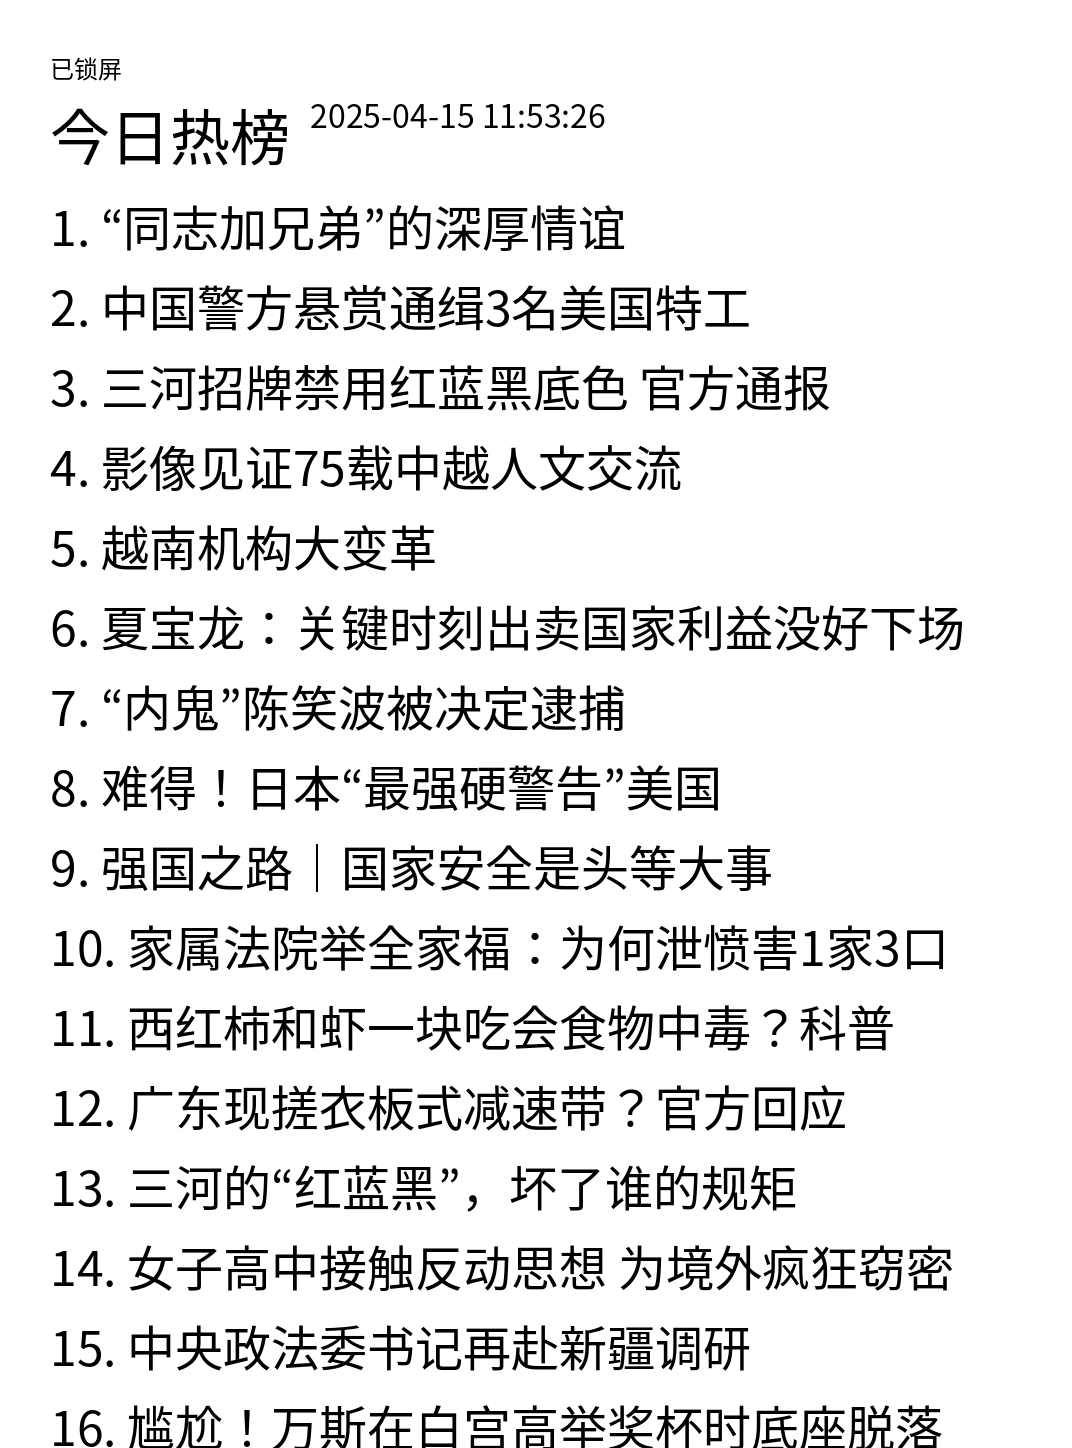 已锁屏
今日热榜 2025-04-15 11:53:26
1. “同志加兄弟”的深厚情谊
2. 中国警方悬赏通缉3名美国特工
3. 三河招牌禁用红蓝黑底色 官方通报
4. 影像见证75载中越人文交流
5. 越南机构大变革
6. 夏宝龙：关键时刻出卖国家利益没好下场
7. “内鬼”陈笑波被决定逮捕
8. 难得！日本“最强硬警告”美国
9. 强国之路｜国家安全是头等大事
10. 家属法院举全家福：为何泄愤害1家3口
11. 西红柿和虾一块吃会食物中毒？科普
12. 广东现搓衣板式减速带？官方回应
13. 三河的“红蓝黑”，坏了谁的规矩
14. 女子高中接触反动思想 为境外疯狂窃密
15. 中央政法委书记再赴新疆调研
16. 尴尬！万斯在白宫高举奖杯时底座脱落